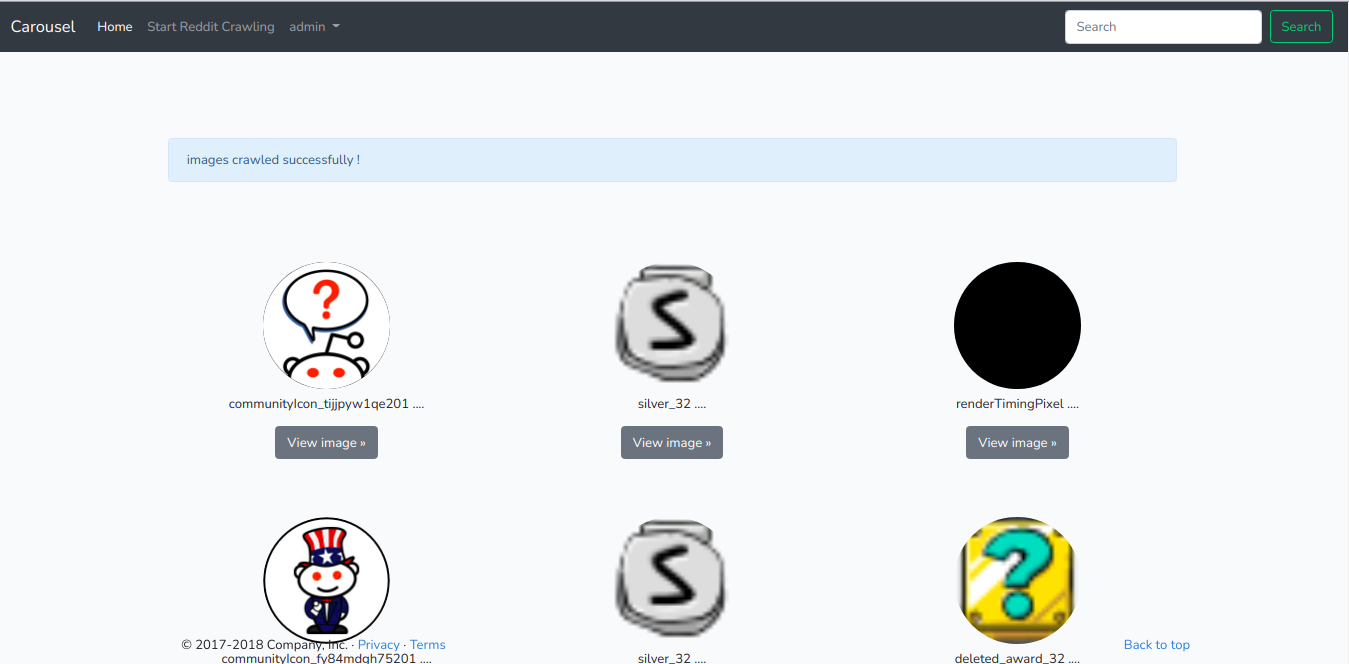 Carousel Home Start Reddit Crawling admin Search Search
images crawled successfully !
?
S
S
communityIcon_tijjpyw1qe201 .... silver_32 .... renderTimingPixel ....
View image » View image » View image »
S
?
© 2017-2018 Company, Inc. · Privacy · Terms Back to top
communityIcon_fy84mdqh75201 .... silver_32 .... deleted_award_32 ....